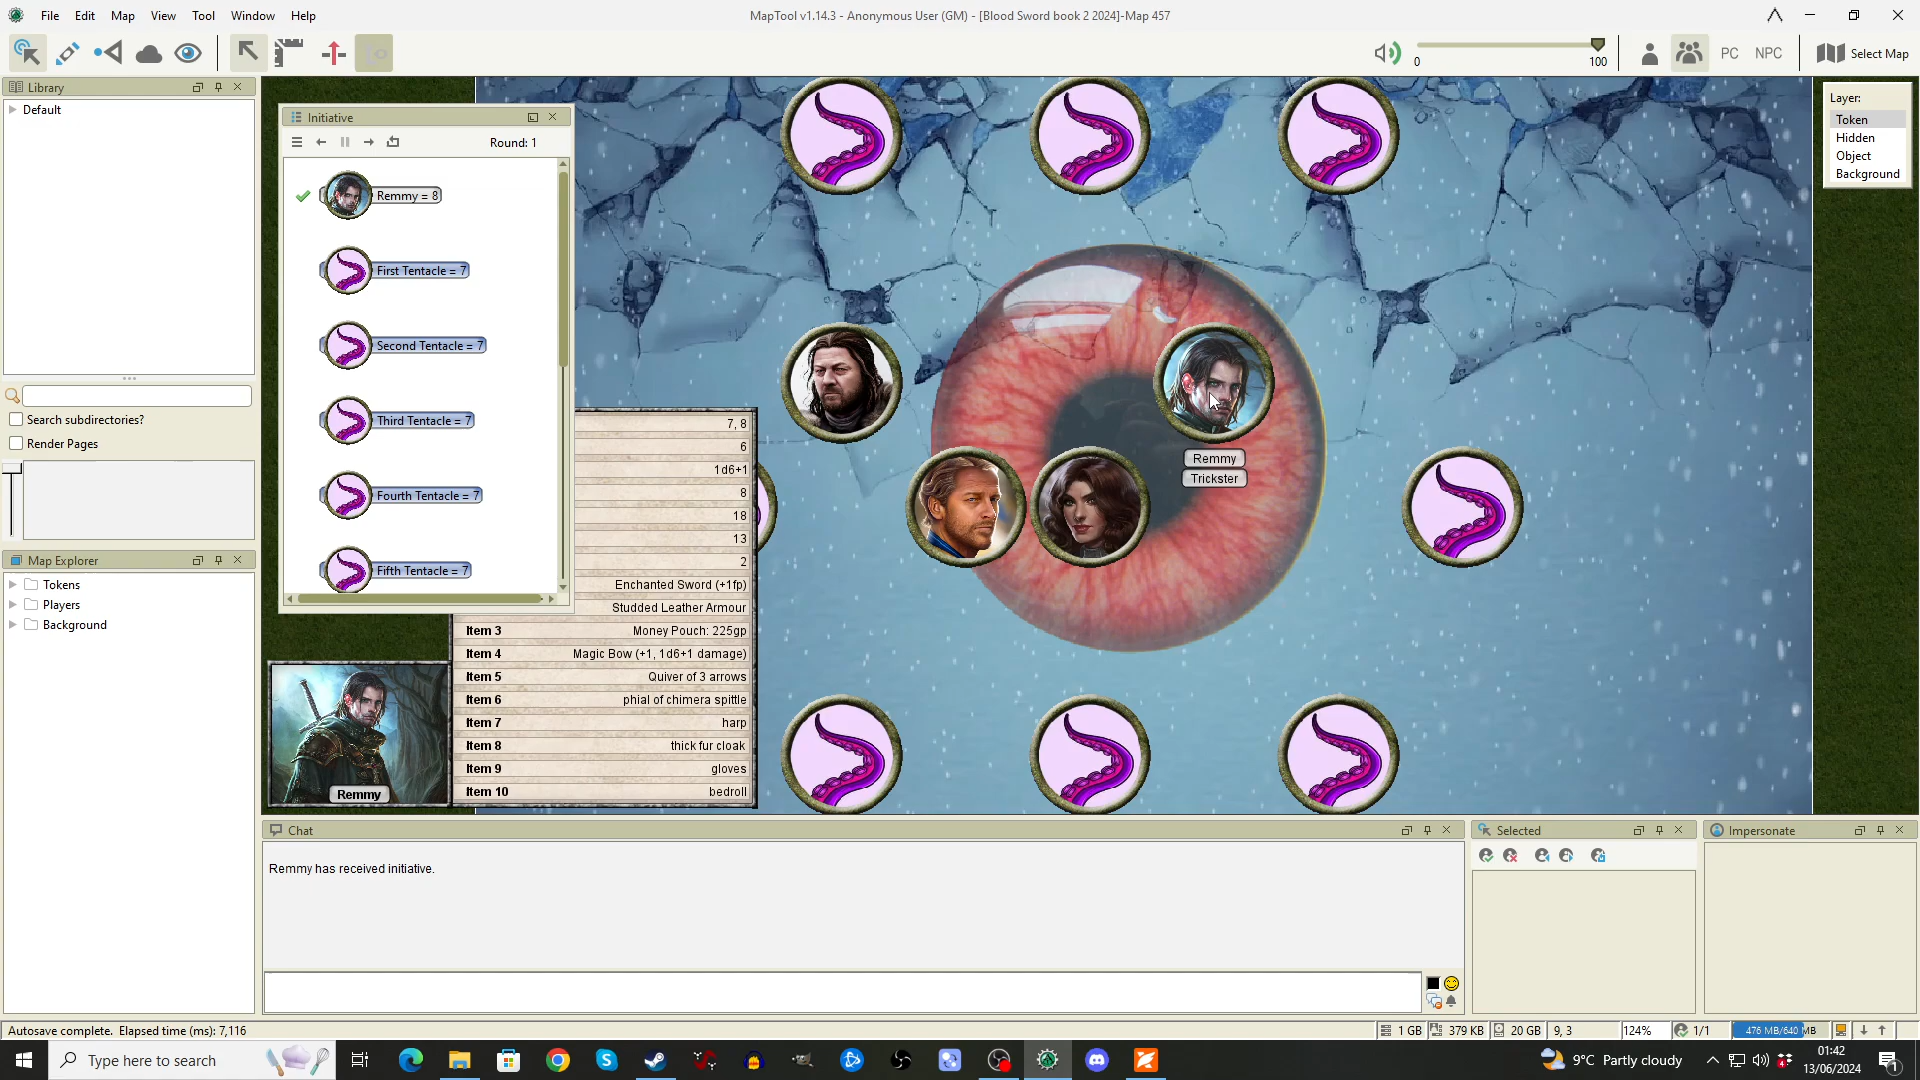 MapTool v1.14.3 - Anonymous User (GM) - [Blood Sword book 2 2024]-Map 457
File Edit Map View Tool Window Help
0 100
PC NPC
Select Map
Library
Default
Search subdirectories?
Render Pages
Map Explorer
Tokens
Players
Background
Initiative
Round: 1
Remmy = 8
First Tentacle = 7
Second Tentacle = 7
Third Tentacle = 7
Fourth Tentacle = 7
Fifth Tentacle = 7
7, 8
6
1d6+1
8
18
13
2
Enchanted Sword (+1fp)
Studded Leather Armour
Item 3 Money Pouch: 225gp
Item 4 Magic Bow (+1, 1d6+1 damage)
Item 5 Quiver of 3 arrows
Item 6 phial of chimera spittle
Item 7 harp
Item 8 thick fur cloak
Item 9 gloves
Item 10 bedroll
Remmy
Remmy
Trickster
Layer:
Token
Hidden
Object
Background
Chat
Remmy has received initiative.
Selected
Impersonate
Autosave complete. Elapsed time (ms): 7,116
1 GB 379 KB 20 GB 9, 3 124% 1/1 476 MB/640 MB
Type here to search
9°C Partly cloudy
01:42
13/06/2024
1